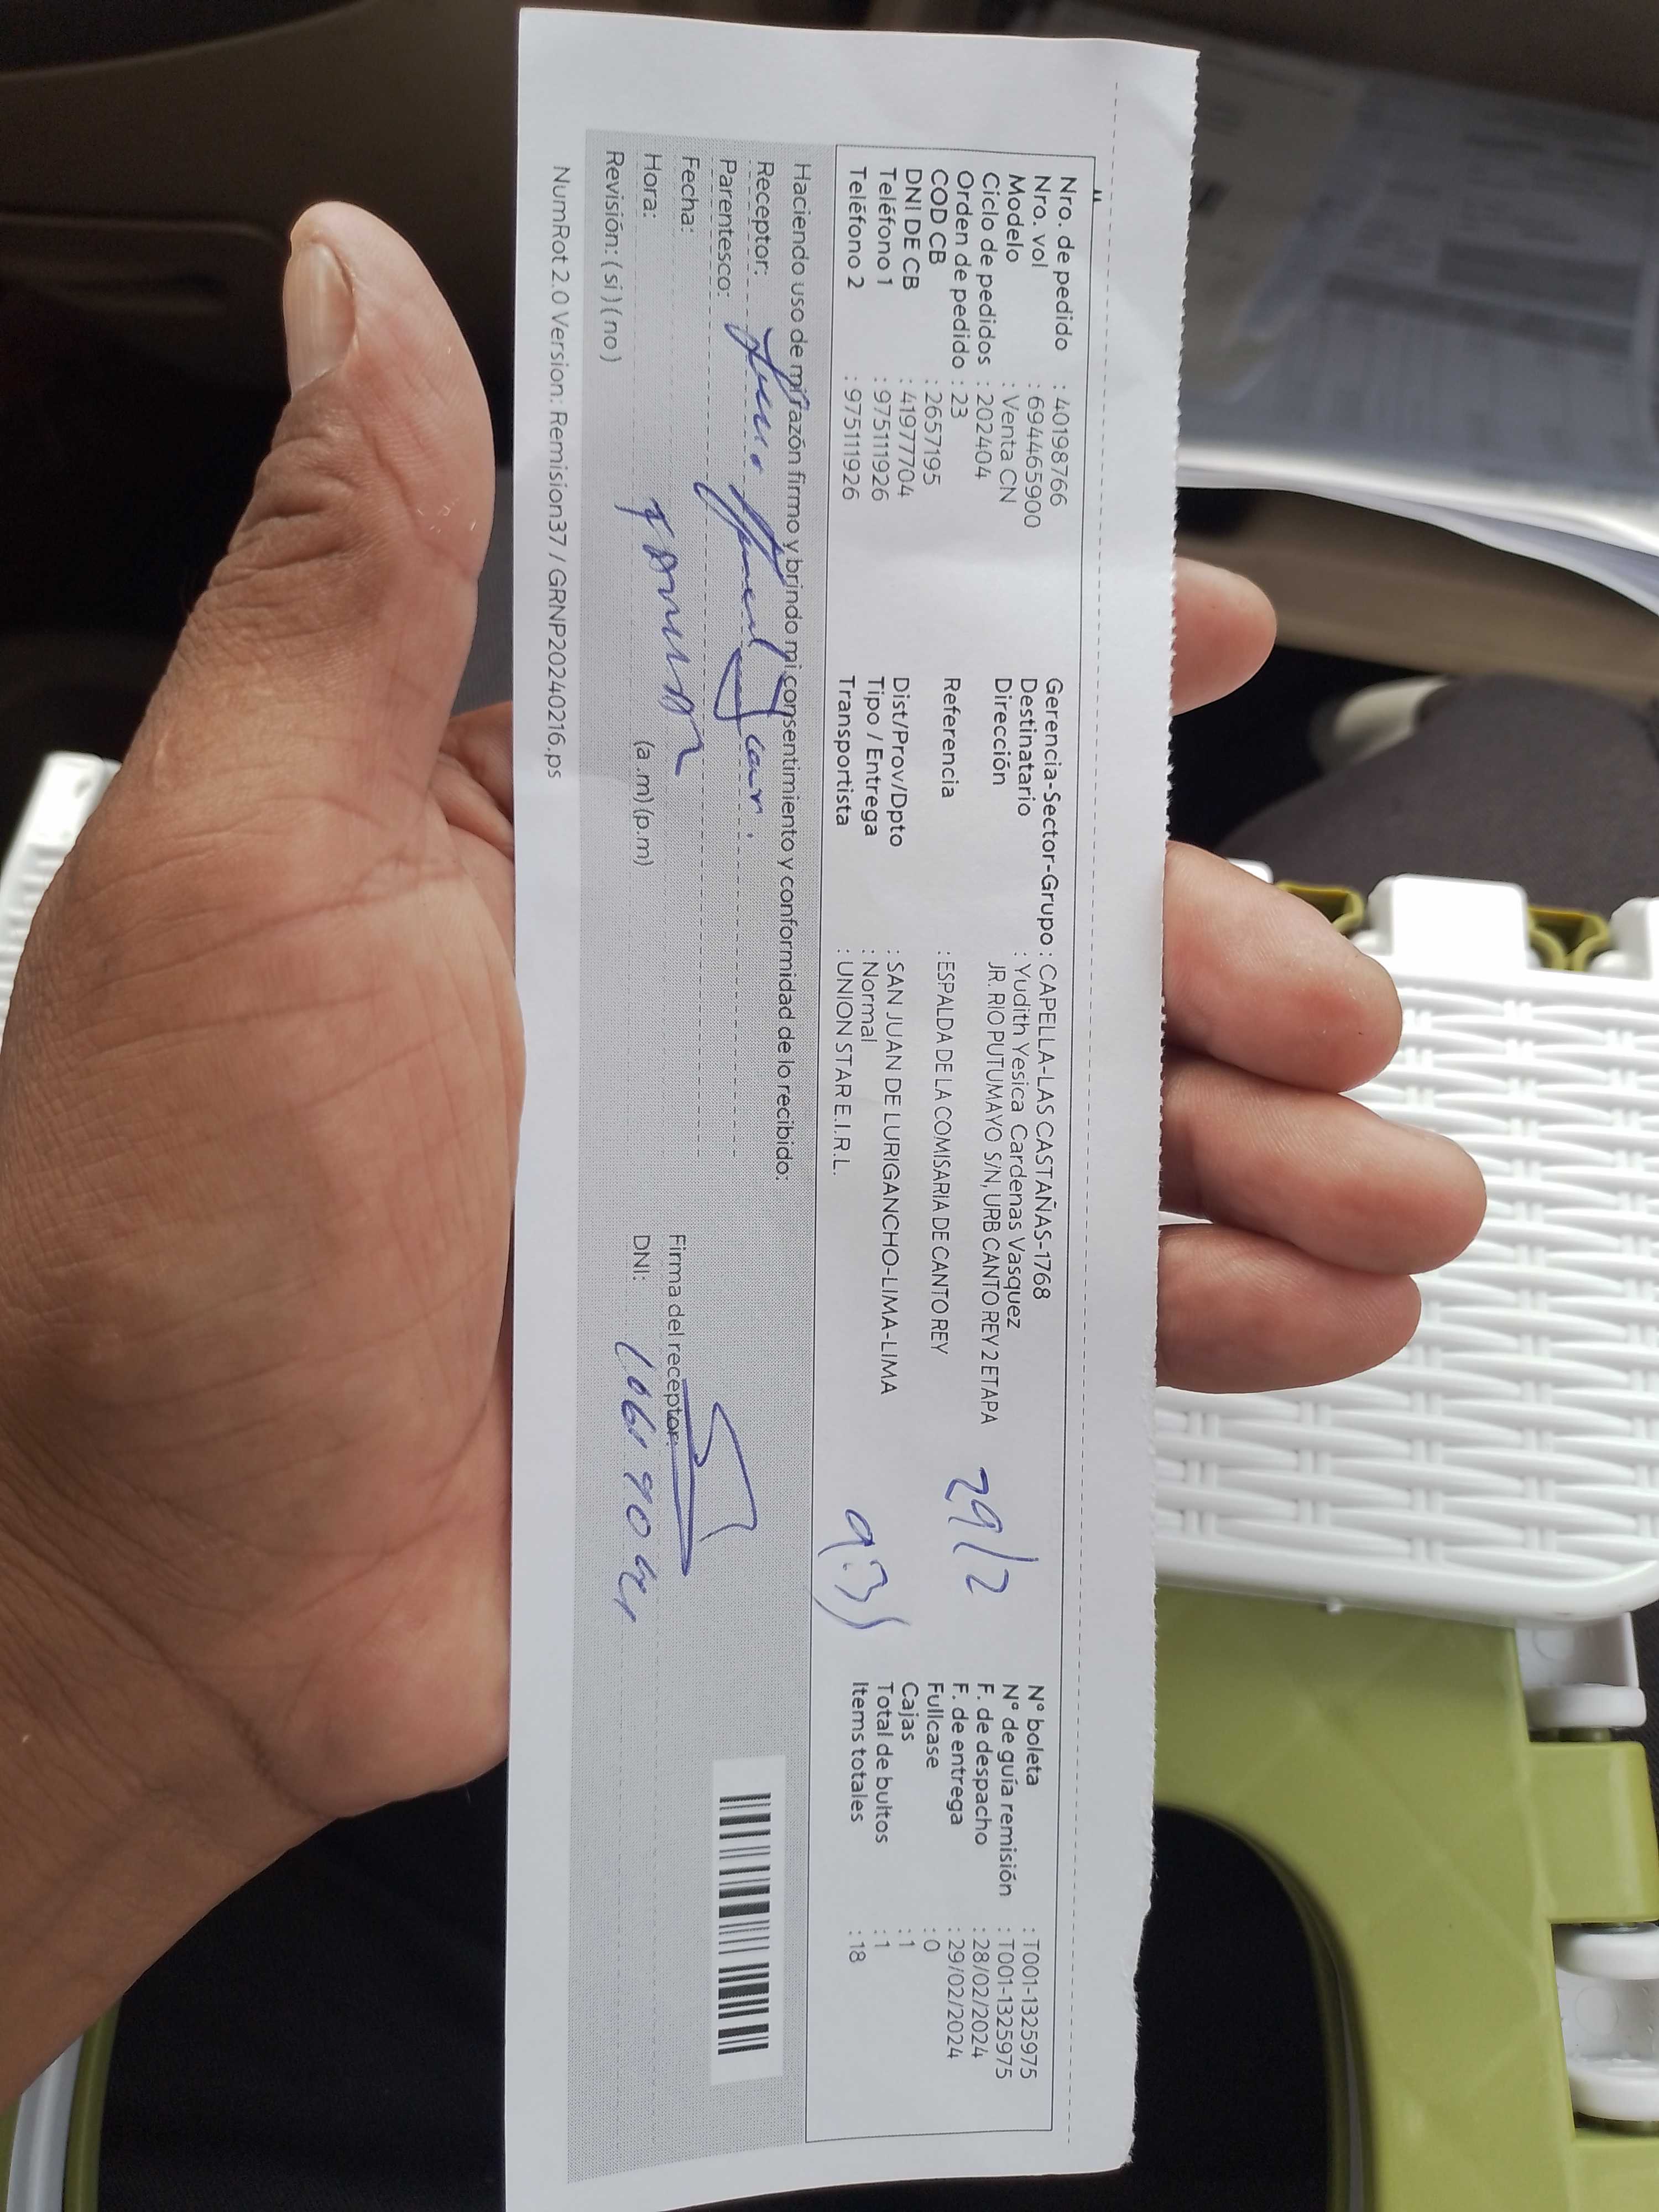 Nro. de pedido : 40198766
Nro. vol : 694465900
Modelo : Venta CN
Ciclo de pedidos : 202404
Orden de pedido : 23
COD CB : 2657195
DNI DE CB : 41977704
Teléfono 1 : 975111926
Teléfono 2 : 975111926
Gerencia-Sector-Grupo : CAPELLA-LAS CASTAÑAS-1768
Destinatario : Yudith Yesica Cardenas Vasquez
Dirección JR. RIO PUTUMAYO S/N, URB CANTO REY 2 ETAPA
Referencia : ESPALDA DE LA COMISARIA DE CANTO REY
Dist/Prov/Dpto : SAN JUAN DE LURIGANCHO-LIMA-LIMA
Tipo / Entrega : Normal
Transportista : UNION STAR E.I.R.L.
29/2
N° boleta : T001-1325975
N° de guía remisión : T001-1325975
F. de despacho : 28/02/2024
F. de entrega : 29/02/2024
Fullcase : 0
Cajas : 1
Total de bultos : 1
Items totales : 18
Haciendo uso de mi razón firmo y brindo mi consentimiento y conformidad de lo recibido:
Receptor:
Parentesco:
Fecha:
Hora: (a .m) (p.m)
Revisión: ( si ) ( no )
Firma del receptor:
DNI:
NumRot 2.0 Version: Remision37 / GRNP20240216.ps